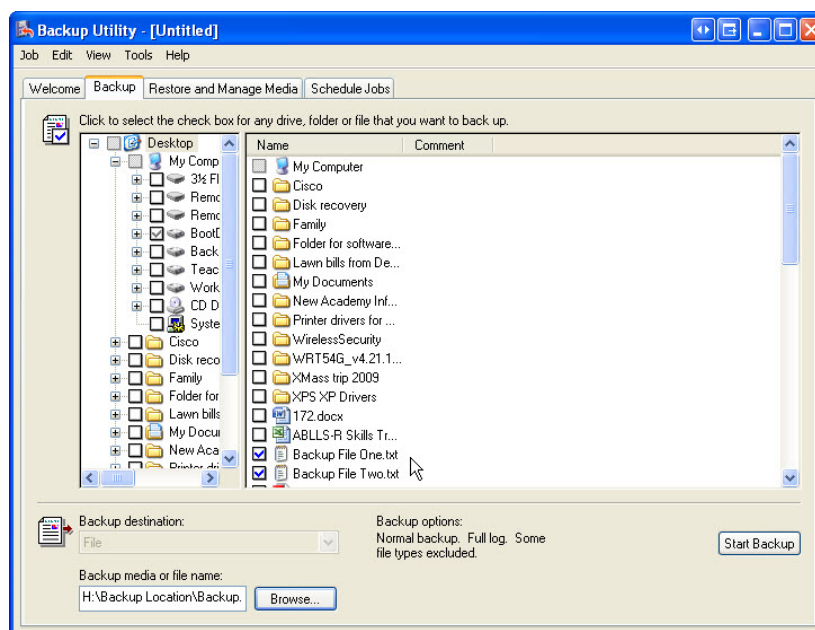 Backup Utility - [Untitled]
Job Edit View Tools Help
Welcome Backup Restore and Manage Media Schedule Jobs
Click to select the check box for any drive, folder or file that you want to back up.
Desktop
My Comp
3½ Fl
Remo
Remo
BootD
Back
Teac
Work
CD D
Syste
Cisco
Disk reco
Family
Folder for
Lawn bills
My Docu
New Aca
Printer dri
Name Comment
My Computer
Cisco
Disk recovery
Family
Folder for software...
Lawn bills from De...
My Documents
New Academy Inf...
Printer drivers for ...
WirelessSecurity
WRT54G_v4.21.1...
XMass trip 2009
XPS XP Drivers
172.docx
ABLLS-R Skills Tr...
Backup File One.txt
Backup File Two.txt
Backup destination:
File
Backup media or file name:
H:\Backup Location\Backup.
Browse...
Backup options:
Normal backup. Full log. Some
file types excluded.
Start Backup